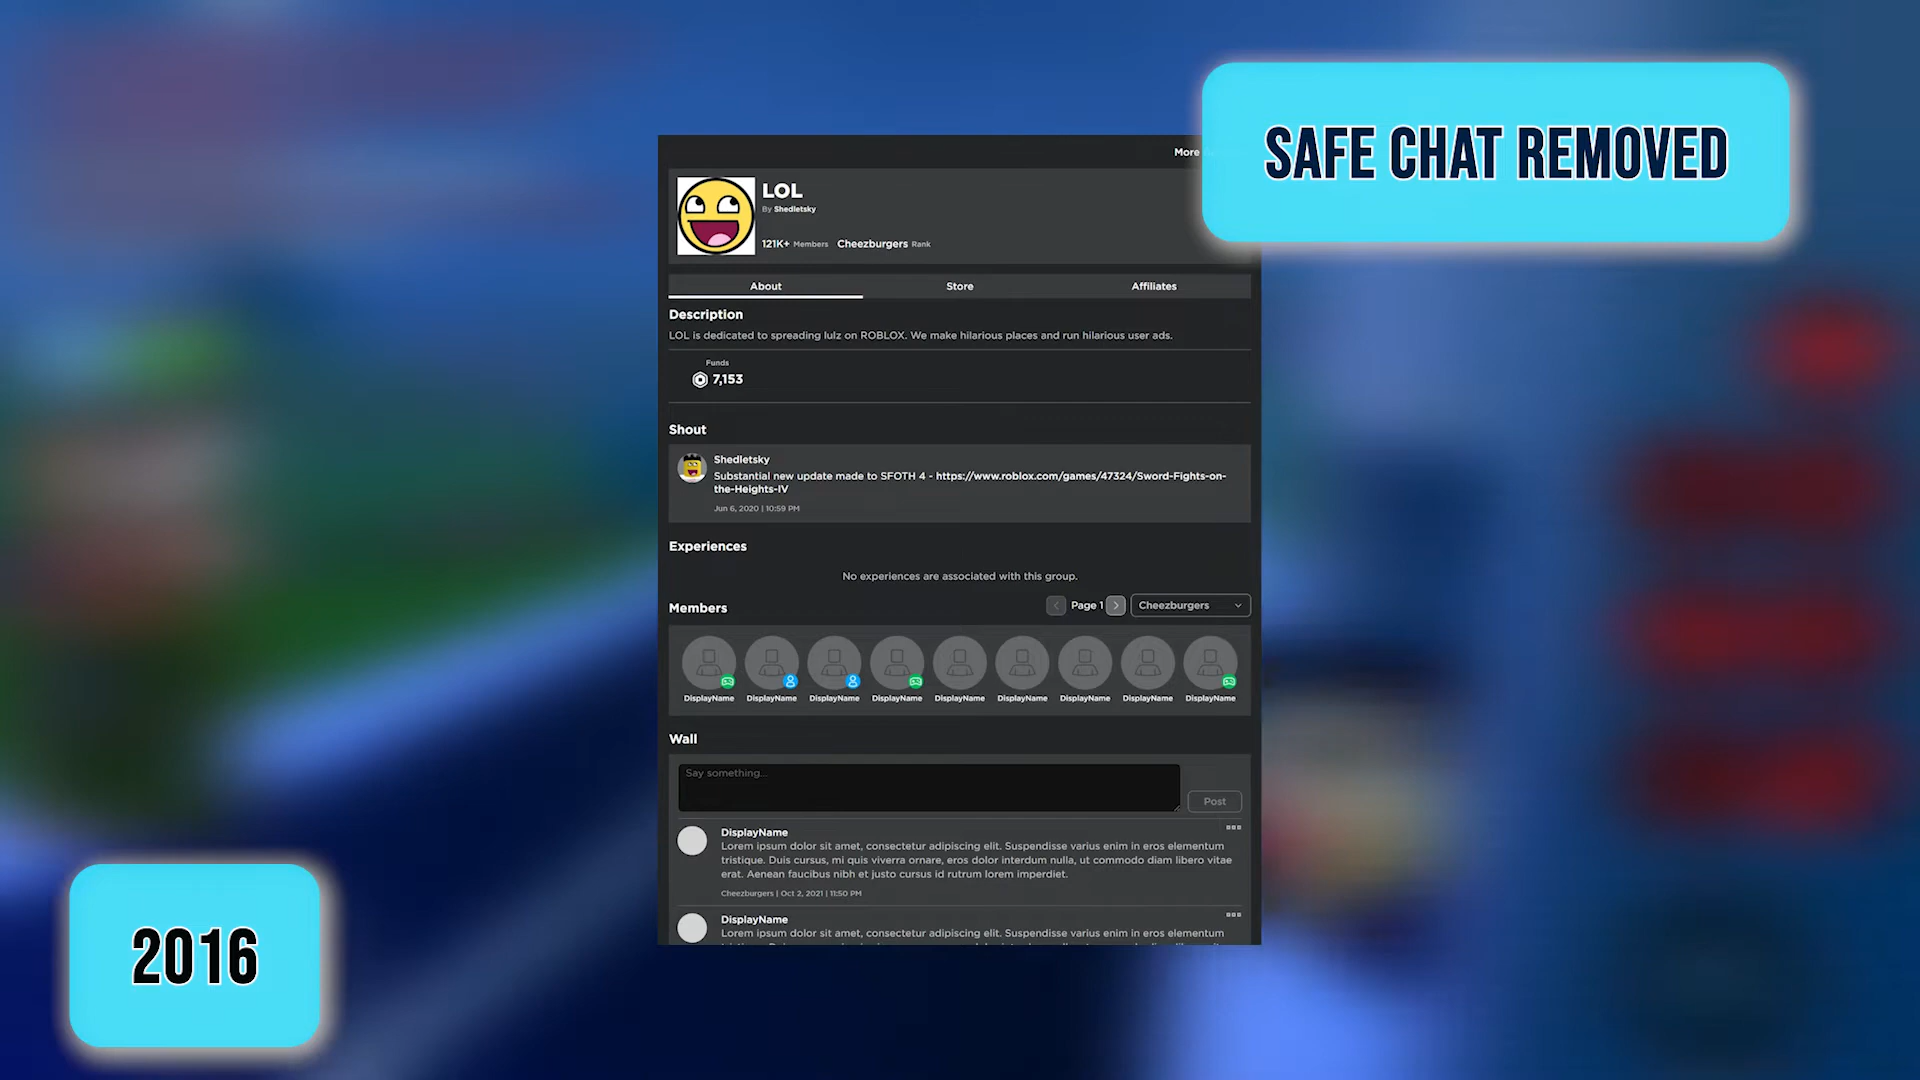 SAFE CHAT REMOVED
More
LOL
By Shedletsky
121K+ Members Cheezburgers Rank
About Store Affiliates
Description
LOL is dedicated to spreading lulz on ROBLOX. We make hilarious places and run hilarious user ads.
Funds
7,153
Shout
Shedletsky
Substantial new update made to SFOTH 4 - https://www.roblox.com/games/47324/Sword-Fights-on-
the-Heights-IV
Jun 6, 2020 | 10:59 PM
Experiences
No experiences are associated with this group.
Members Page 1 Cheezburgers
DisplayName DisplayName DisplayName DisplayName DisplayName DisplayName DisplayName DisplayName DisplayName
Wall
Say something...
Post
DisplayName
Lorem ipsum dolor sit amet, consectetur adipiscing elit. Suspendisse varius enim in eros elementum
tristique. Duis cursus, mi quis viverra ornare, eros dolor interdum nulla, ut commodo diam libero vitae
erat. Aenean faucibus nibh et justo cursus id rutrum lorem imperdiet.
Cheezburgers | Oct 2, 2021 | 11:50 PM
DisplayName
Lorem ipsum dolor sit amet, consectetur adipiscing elit. Suspendisse varius enim in eros elementum
2016